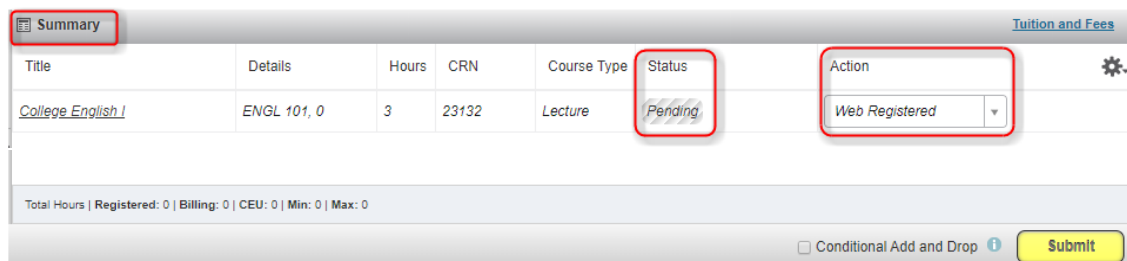 Summary Tuition and Fees
Title Details Hours CRN Course Type Status Action
College English I ENGL 101, 0 3 23132 Lecture Pending Web Registered
Total Hours | Registered: 0 | Billing: 0 | CEU: 0 | Min: 0 | Max: 0
Conditional Add and Drop Submit